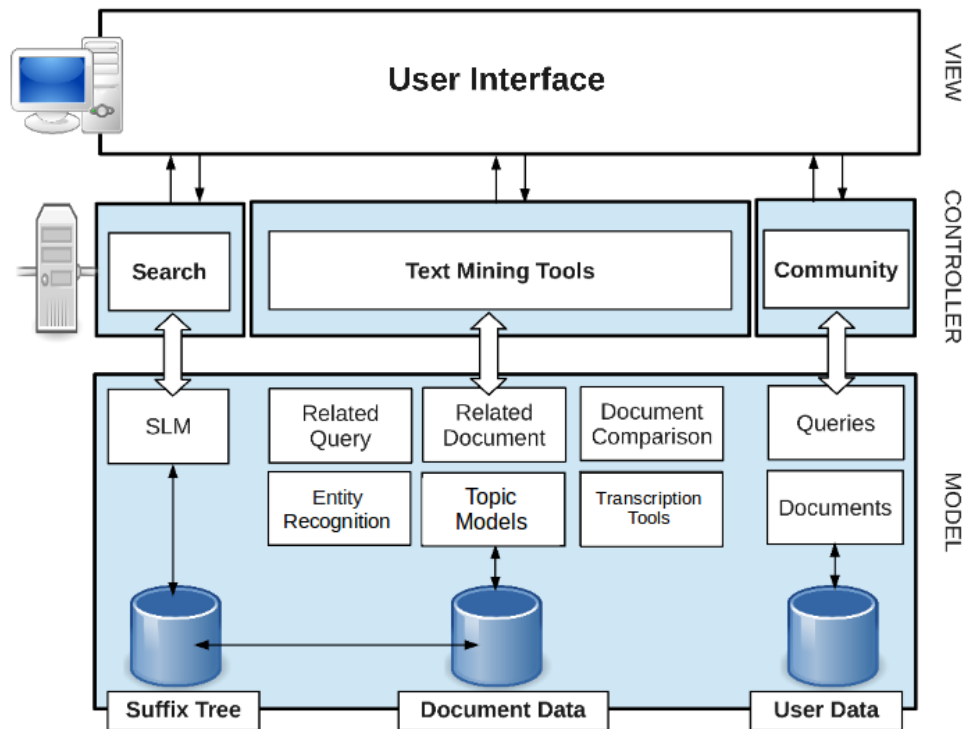 User Interface
VIEW
Search
Text Mining Tools
Community
CONTROLLER
SLM
Related
Query
Related
Document
Document
Comparison
Queries
Entity
Recognition
Topic
Models
Transcription
Tools
Documents
MODEL
Suffix Tree
Document Data
User Data